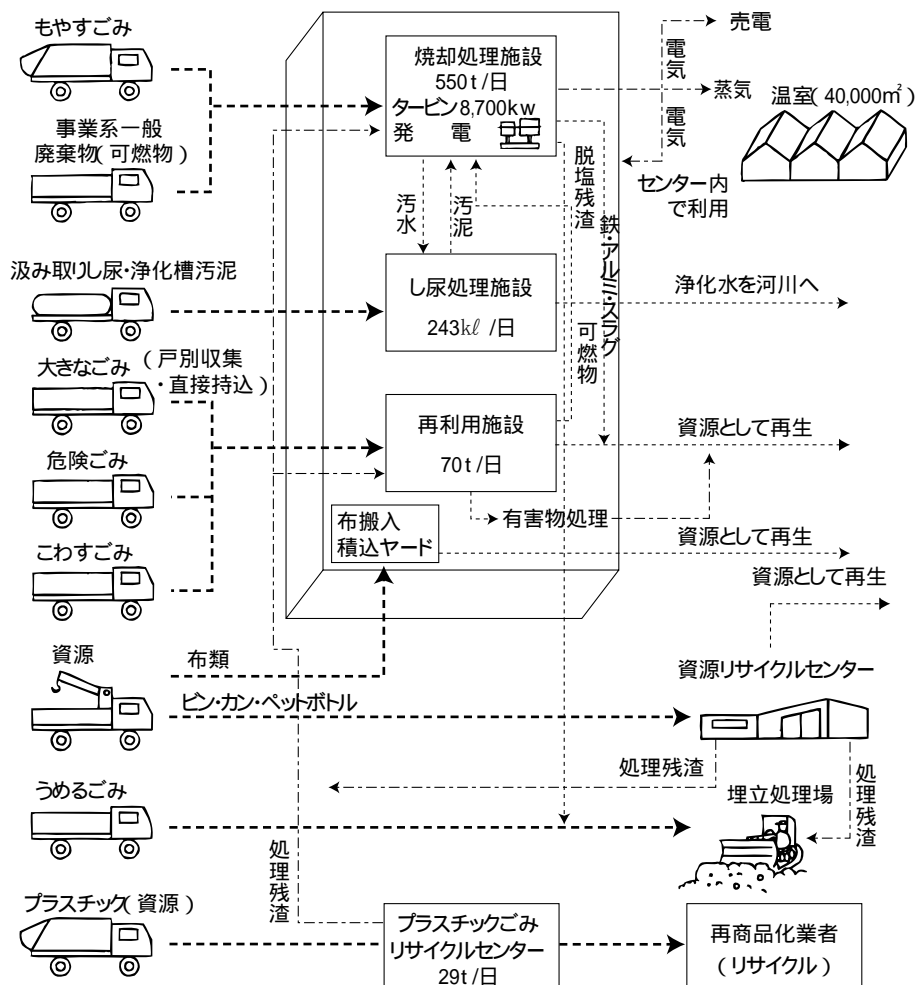 もやすごみ
事業系一般
廃棄物(可燃物)
焼却処理施設
550t/日
タービン8,700kw
発 電
電気
売電
蒸気
電気
温室(40,000㎡)
センター内
で利用
汚水
汚泥
脱塩残渣
鉄・アルミ・スラグ
汲み取りし尿・浄化槽汚泥
し尿処理施設
243kℓ/日
浄化水を河川へ
可燃物
大きなごみ
(戸別収集
・直接持込)
危険ごみ
こわすごみ
再利用施設
70t/日
資源として再生
有害物処理
布搬入
積込ヤード
資源として再生
資源として再生
資源
布類
ビン・カン・ペットボトル
資源リサイクルセンター
処理残渣
処理残渣
うめるごみ
埋立処理場
処理残渣
プラスチック(資源)
プラスチックごみ
リサイクルセンター
29t/日
再商品化業者
(リサイクル)